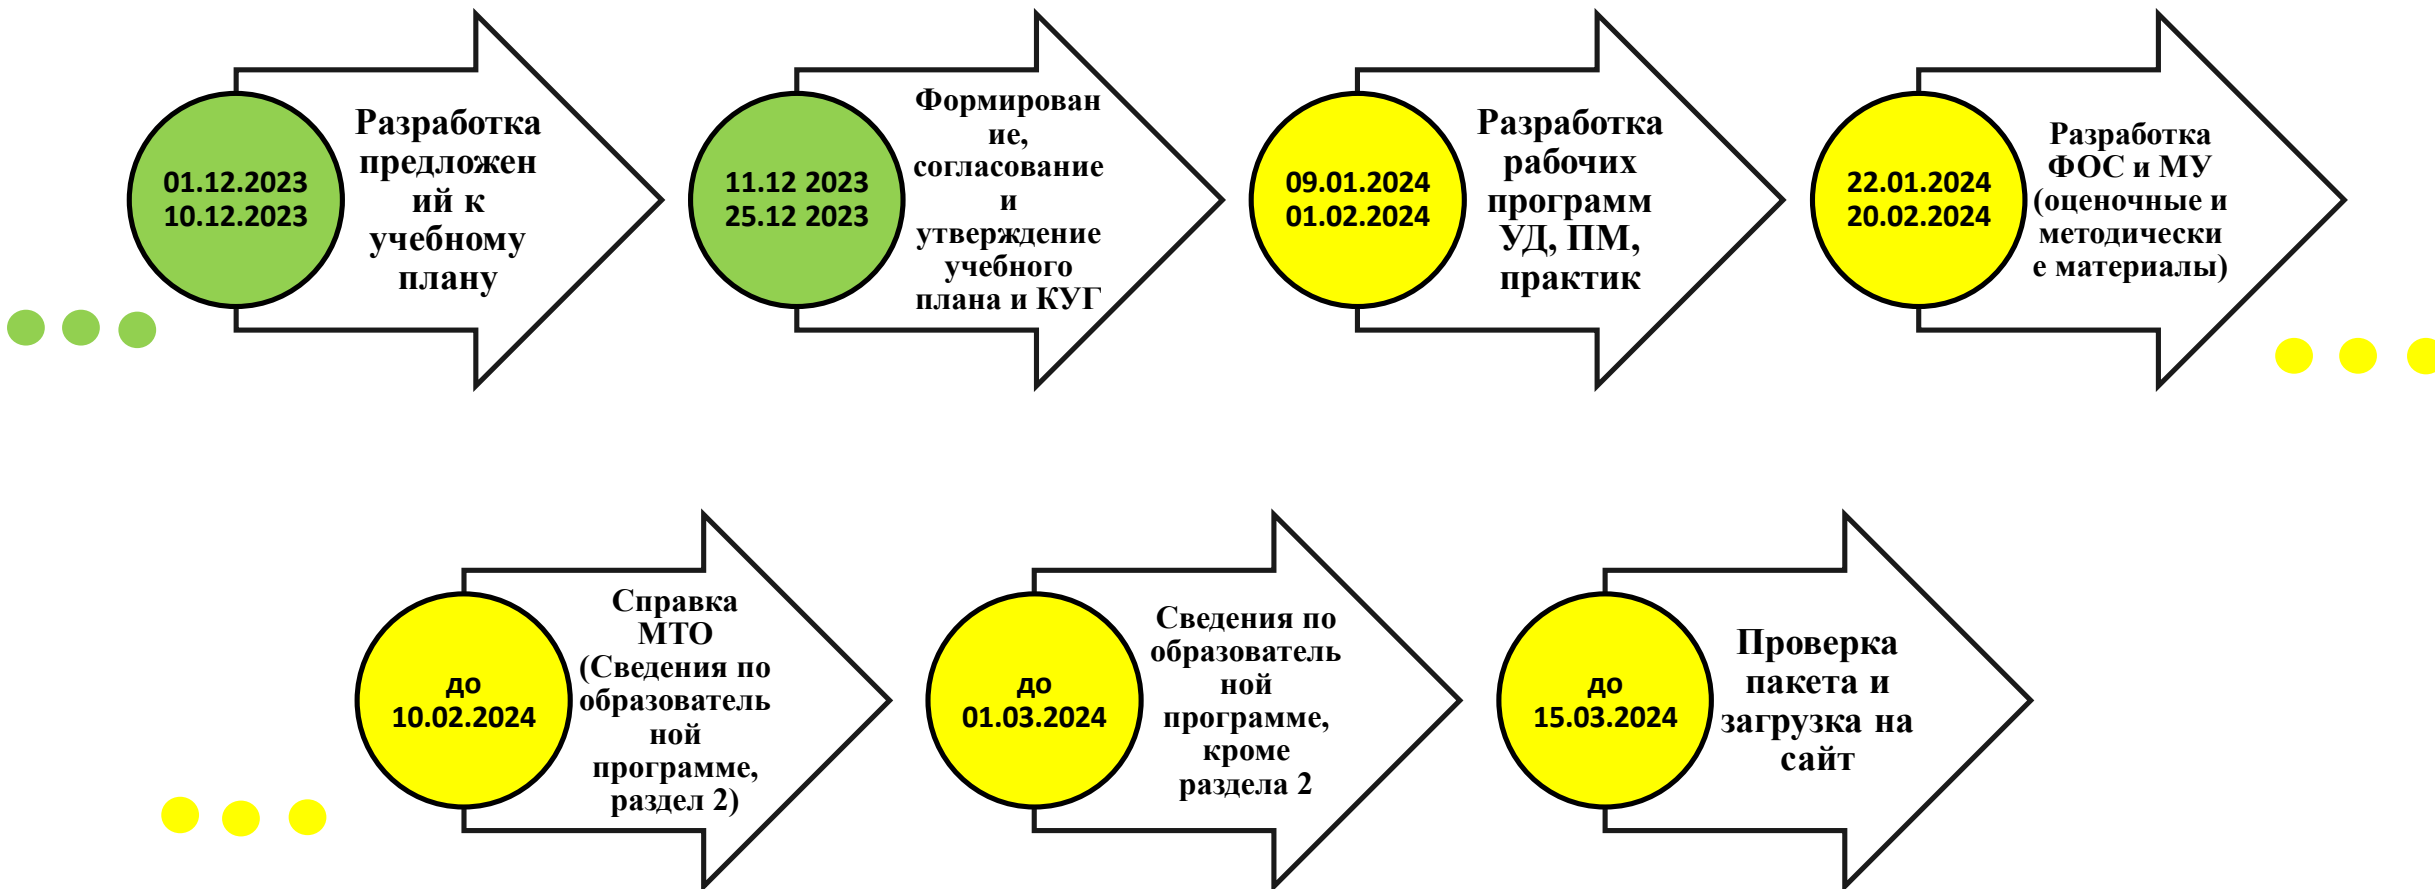 01.12.2023
10.12.2023
Разработка
предложен
ий к
учебному
плану
11.12 2023
25.12 2023
Формирован
ие,
согласование
и
утверждение
учебного
плана и КУГ
09.01.2024
01.02.2024
Разработка
рабочих
программ
УД, ПМ,
практик
22.01.2024
20.02.2024
Разработка
ФОС и МУ
(оценочные и
методически
е материалы)
до
10.02.2024
Справка
МТО
(Сведения по
образователь
ной
программе,
раздел 2)
до
01.03.2024
Сведения по
образователь
ной
программе,
кроме
раздела 2
до
15.03.2024
Проверка
пакета и
загрузка на
сайт